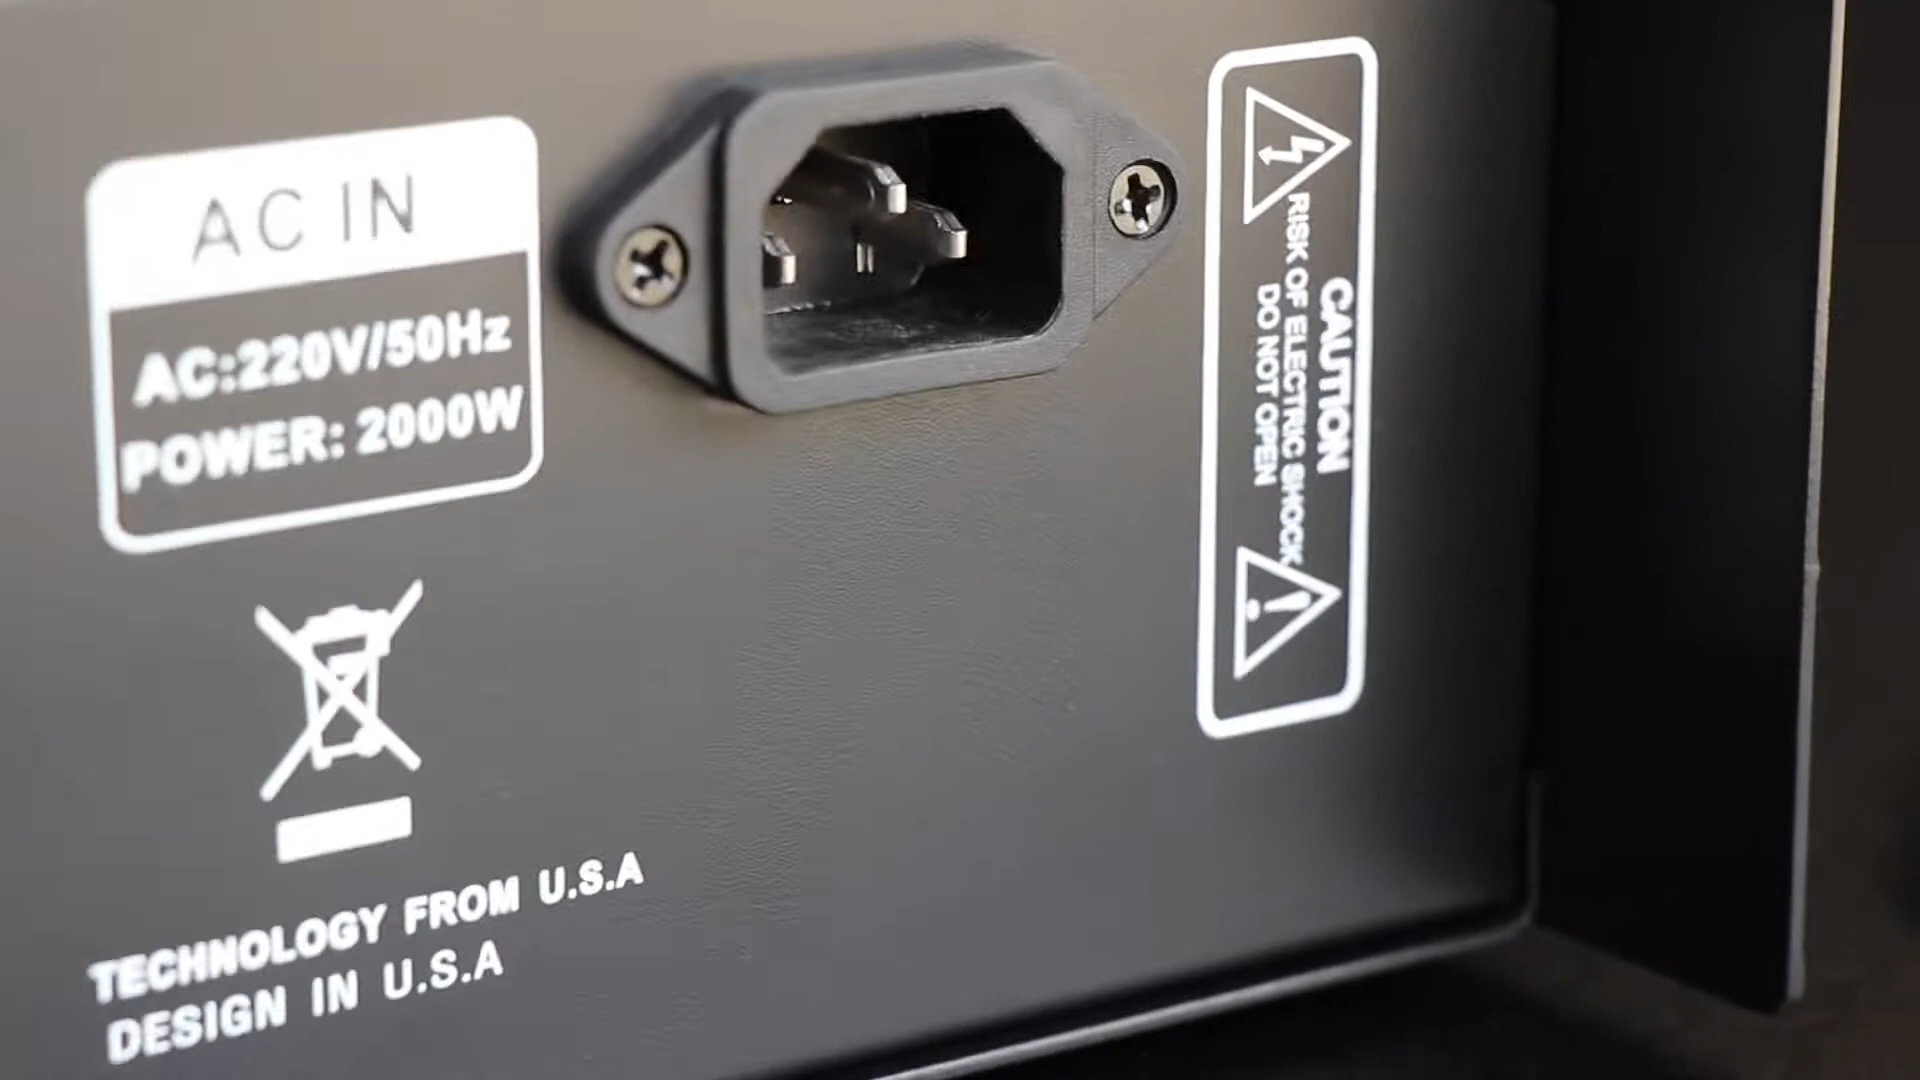 AC IN
AC:220V/50Hz
POWER: 2000W
TECHNOLOGY FROM U.S.A
DESIGN IN U.S.A
CAUTION
RISK OF ELECTRIC SHOCK
DO NOT OPEN